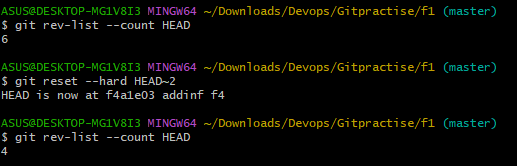 ASUS@DESKTOP-MG1V8I3 MINGW64 ~/Downloads/Devops/Gitpractise/f1 (master)
$ git rev-list --count HEAD
6
ASUS@DESKTOP-MG1V8I3 MINGW64 ~/Downloads/Devops/Gitpractise/f1 (master)
$ git reset --hard HEAD~2
HEAD is now at f4a1e03 addinf f4
ASUS@DESKTOP-MG1V8I3 MINGW64 ~/Downloads/Devops/Gitpractise/f1 (master)
$ git rev-list --count HEAD
4